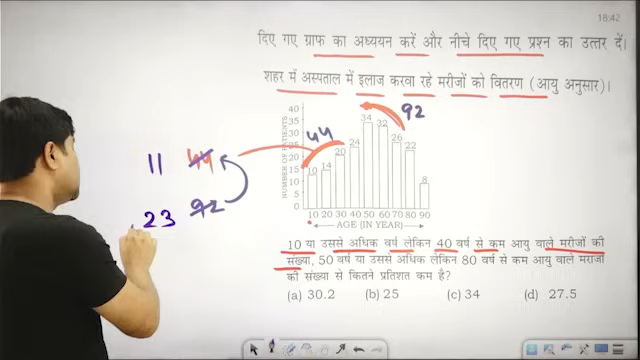 18:42
दिए गए ग्राफ का अध्ययन करें और नीचे दिए गए प्रश्न का उत्तर दें।
शहर में अस्पताल में इलाज करवा रहे मरीजों को वितरण ( आयु अनुसार)।
NUMBER OF PATIENTS
40
35
30
25
20
15
10
5
0
10 14 20 24 34 32 26 22 8
10 20 30 40 50 60 70 80 90
AGE (IN YEAR)
44
92
11 44
23 92
10 या उससे अधिक वर्ष लेकिन 40 वर्ष से कम आयु वाले मरीजों की
संख्या, 50 वर्ष या उससे अधिक लेकिन 80 वर्ष से कम आयु वाले मरीजों
की संख्या से कितने प्रतिशत कम है?
(a) 30.2 (b) 25 (c) 34 (d) 27.5